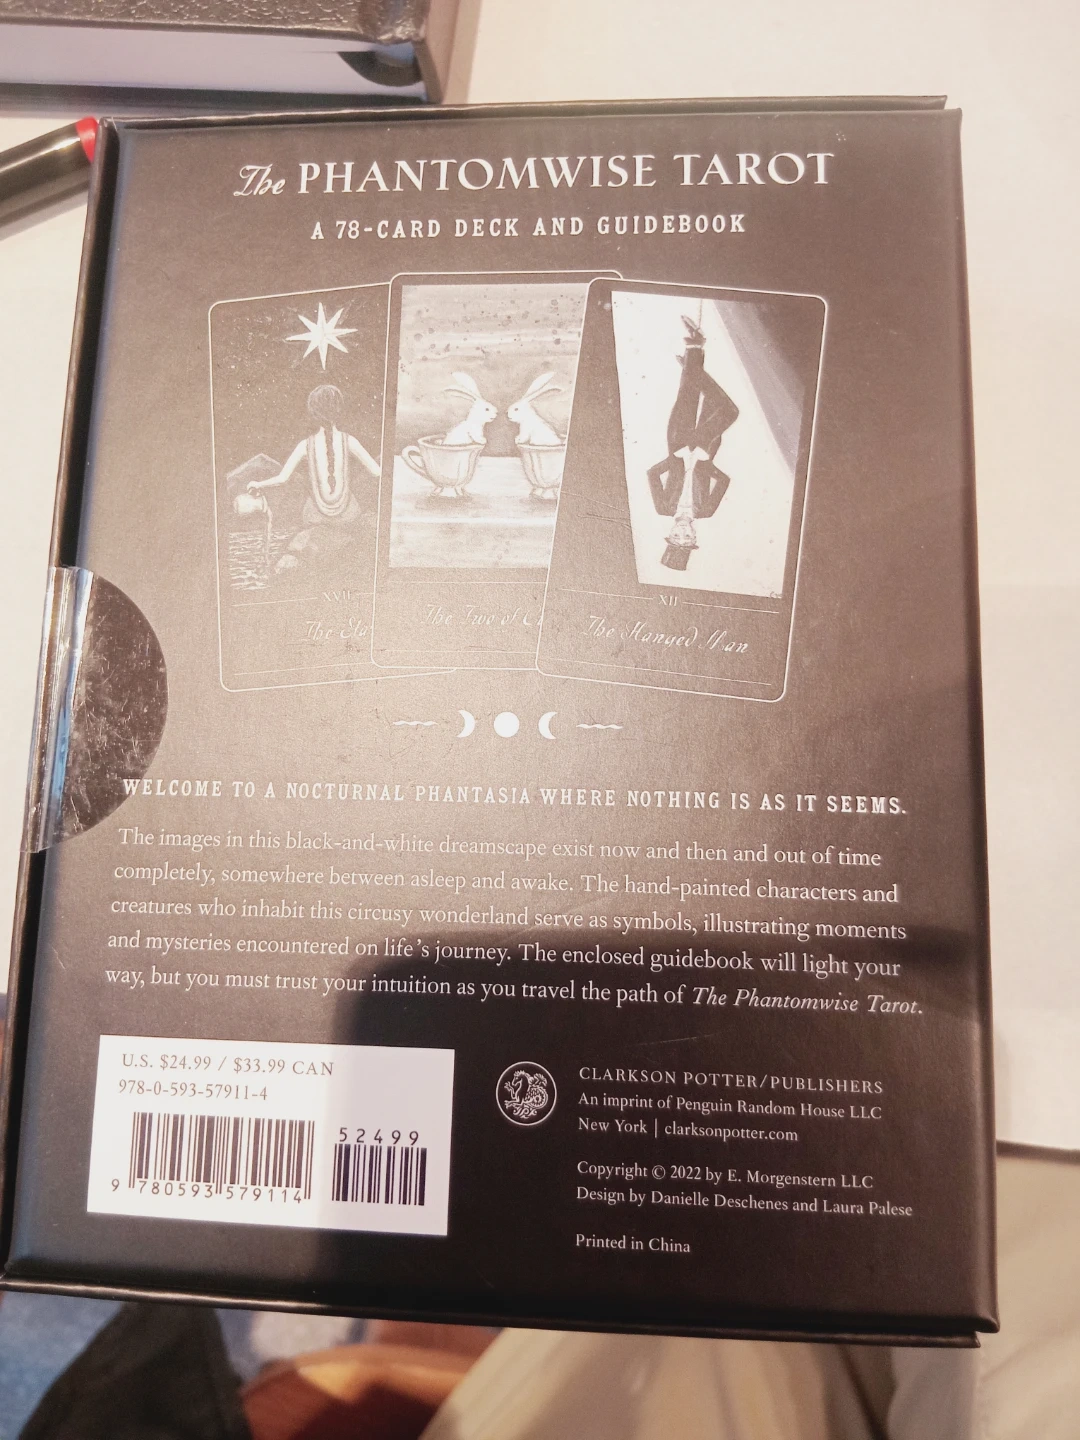 The PHANTOMWISE TAROT
A 78-CARD DECK AND GUIDEBOOK
XVII
The Sta
The Two of C
XII
The Hanged Man
WELCOME TO A NOCTURNAL PHANTASIA WHERE NOTHING IS AS IT SEEMS.
The images in this black-and-white dreamscape exist now and then and out of time
completely, somewhere between asleep and awake. The hand-painted characters and
creatures who inhabit this circusy wonderland serve as symbols, illustrating moments
and mysteries encountered on life's journey. The enclosed guidebook will light your
way, but you must trust your intuition as you travel the path of The Phantomwise Tarot.
U.S. $24.99 / $33.99 CAN
978-0-593-57911-4
52499
9 780593 579114
CLARKSON POTTER/PUBLISHERS
An imprint of Penguin Random House LLC
New York | clarksonpotter.com
Copyright © 2022 by E. Morgenstern LLC
Design by Danielle Deschenes and Laura Palese
Printed in China